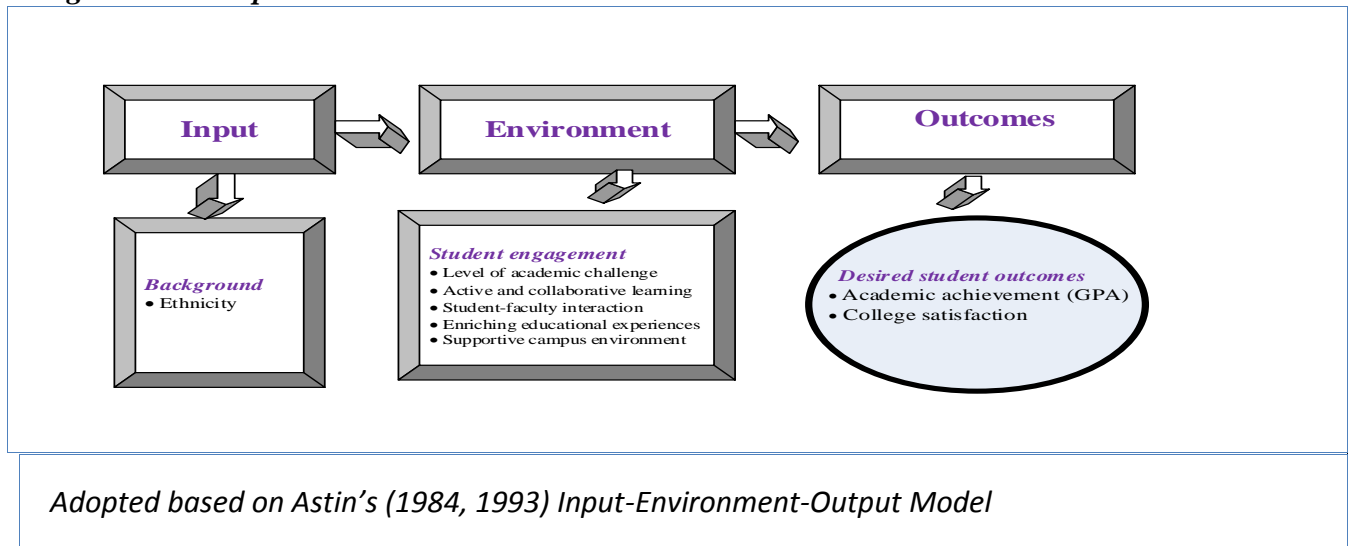 Input
Environment
Outcomes
Background
• Ethnicity
Student engagement
• Level of academic challenge
• Active and collaborative learning
• Student-faculty interaction
• Enriching educational experiences
• Supportive campus environment
Desired student outcomes
• Academic achievement (GPA)
• College satisfaction
Adopted based on Astin’s (1984, 1993) Input-Environment-Output Model